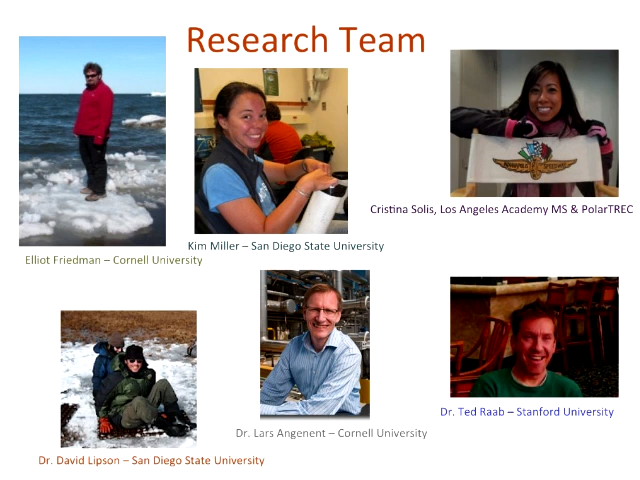 Research Team
Elliot Friedman – Cornell University
Kim Miller – San Diego State University
Cristina Solis, Los Angeles Academy MS & PolarTREC
Dr. David Lipson – San Diego State University
Dr. Lars Angenent – Cornell University
Dr. Ted Raab – Stanford University